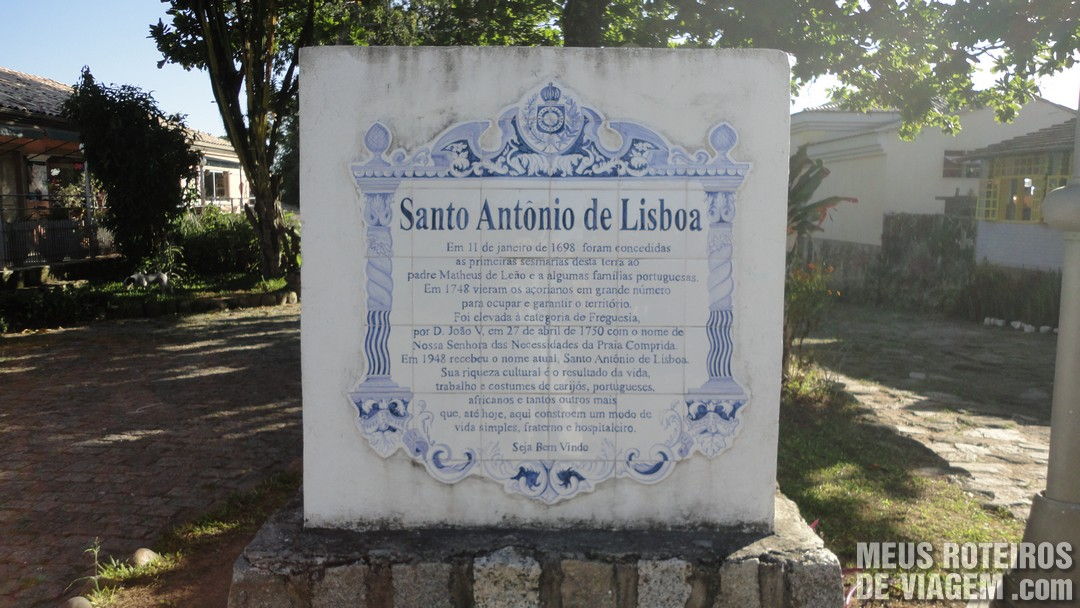 Santo Antônio de Lisboa
Em 11 de janeiro de 1698 foram concedidas
as primeiras sesmarias desta terra ao
padre Matheus de Leão e a algumas famílias portuguesas.
Em 1748 vieram os açorianos em grande número
para ocupar e garantir o território.
Foi elevada à categoria de Freguesia,
por D. João V, em 27 de abril de 1750 com o nome de
Nossa Senhora das Necessidades da Praia Comprida.
Em 1948 recebeu o nome atual, Santo Antônio de Lisboa.
Sua riqueza cultural é o resultado da vida,
trabalho e costumes de carijós, portugueses,
africanos e tantos outros mais
que, até hoje, aqui constroem um modo de
vida simples, fraterno e hospitaleiro.
Seja Bem Vindo
MEUS ROTEIROS
DE VIAGEM .com